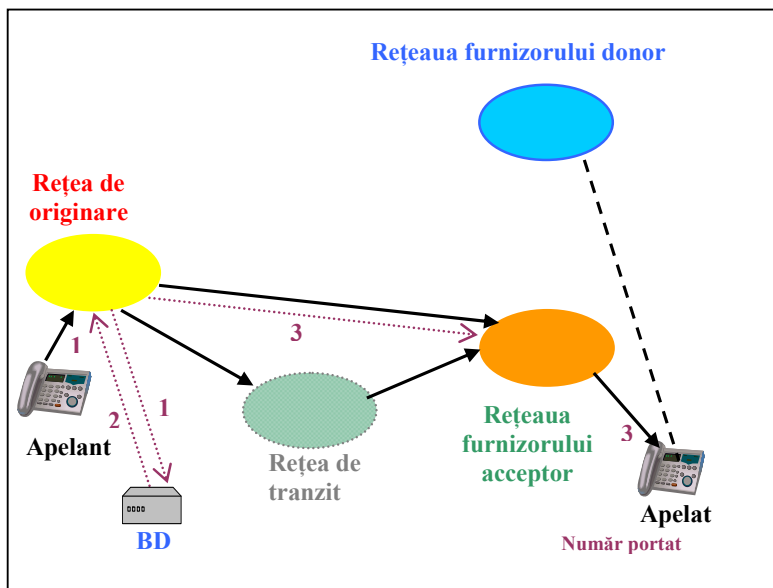 Rețeaua furnizorului donor
Rețea de
originare
3
1
2
1
Apelant
Rețea de
tranzit
BD
Rețeaua
furnizorului
acceptor
3
Apelat
Număr portat